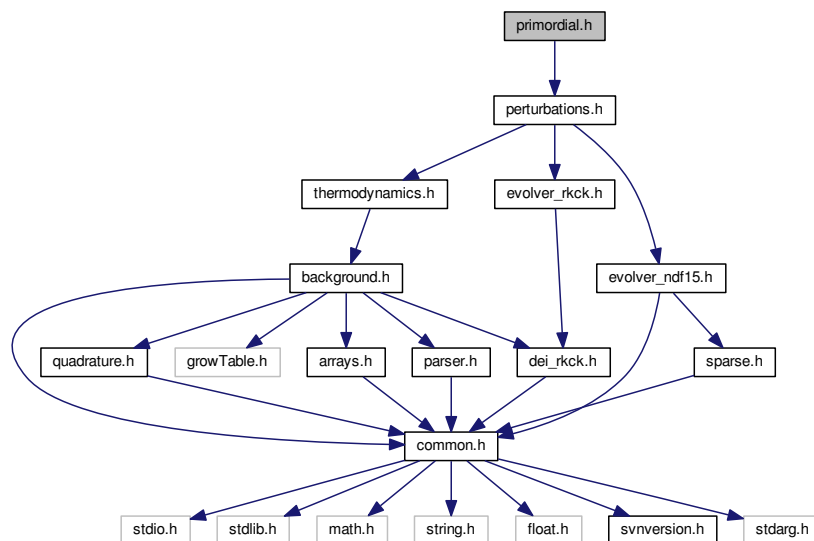 primordial.h
perturbations.h
thermodynamics.h
evolver_rkck.h
background.h
evolver_ndf15.h
quadrature.h
growTable.h
arrays.h
parser.h
dei_rkck.h
sparse.h
common.h
stdio.h
stdlib.h
math.h
string.h
float.h
svnversion.h
stdarg.h